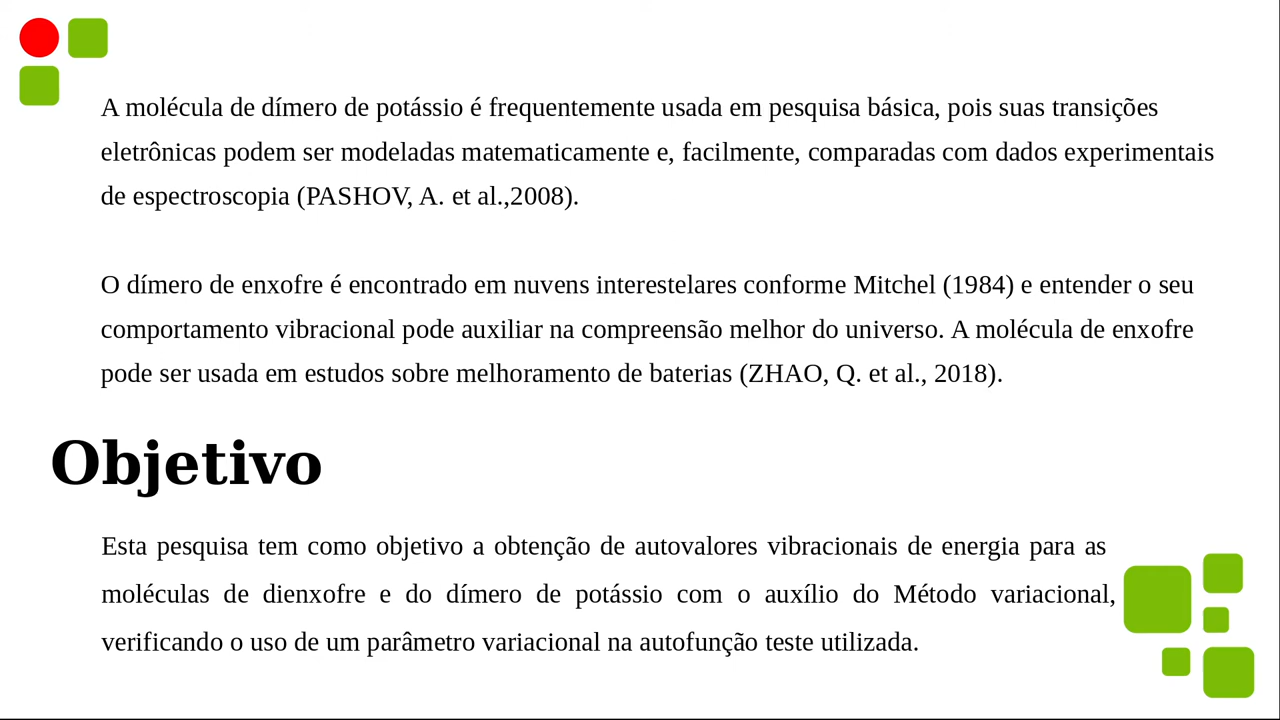 A molécula de dímero de potássio é frequentemente usada em pesquisa básica, pois suas transições
eletrônicas podem ser modeladas matematicamente e, facilmente, comparadas com dados experimentais
de espectroscopia (PASHOV, A. et al.,2008).
O dímero de enxofre é encontrado em nuvens interestelares conforme Mitchel (1984) e entender o seu
comportamento vibracional pode auxiliar na compreensão melhor do universo. A molécula de enxofre
pode ser usada em estudos sobre melhoramento de baterias (ZHAO, Q. et al., 2018).
Objetivo
Esta pesquisa tem como objetivo a obtenção de autovalores vibracionais de energia para as
moléculas de dienxofre e do dímero de potássio com o auxílio do Método variacional,
verificando o uso de um parâmetro variacional na autofunção teste utilizada.